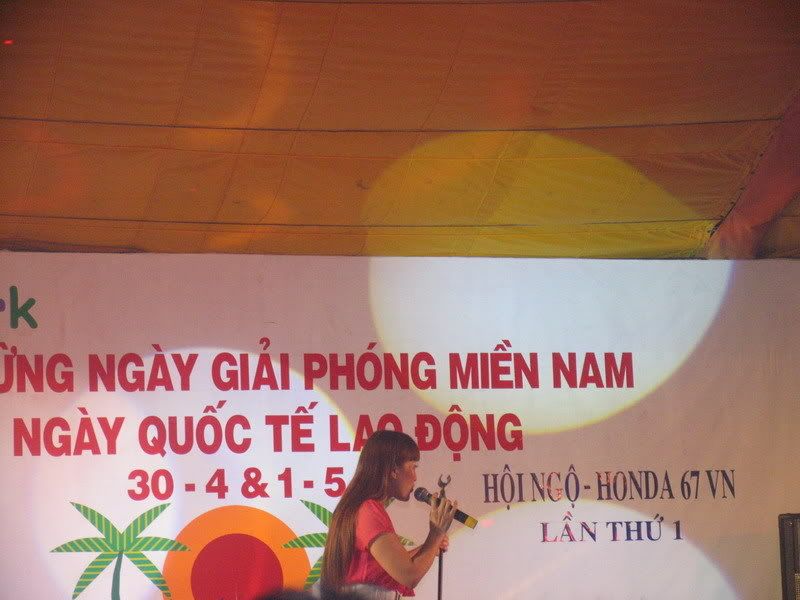 rk
ỪNG NGÀY GIẢI PHÓNG MIỀN NAM
NGÀY QUỐC TẾ LAO ĐỘNG
30 - 4 & 1 - 5
HỘI NGỘ - HONDA 67 VN
LẦN THỨ 1